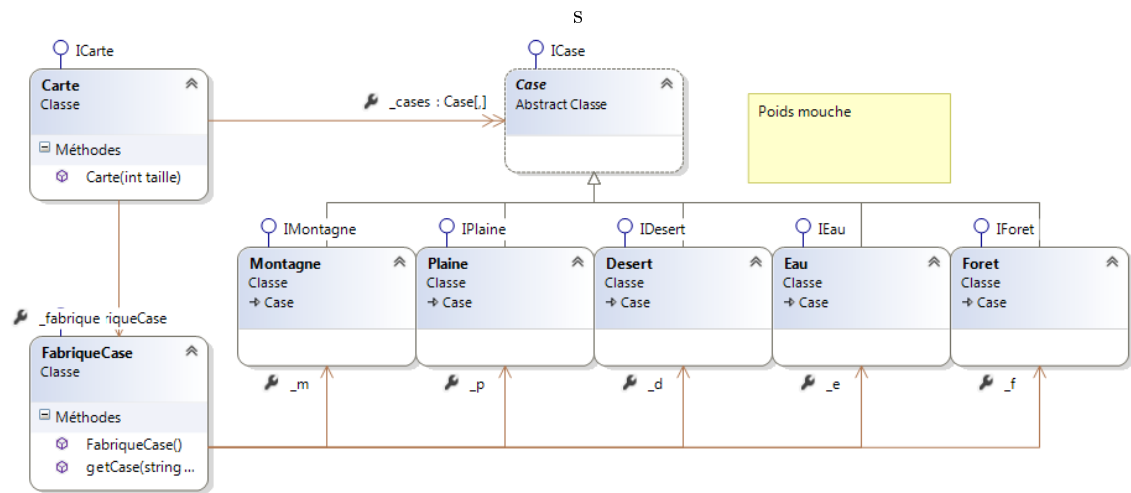 s
ICarte
Carte
Classe
Méthodes
Carte(int taille)
_cases : Case[,]
ICase
Case
Abstract Classe
Poids mouche
IMontagne
Montagne
Classe
Case
IPlaine
Plaine
Classe
Case
IDesert
Desert
Classe
Case
IEau
Eau
Classe
Case
IForet
Foret
Classe
Case
_fabrique riqueCase
FabriqueCase
Classe
Méthodes
FabriqueCase()
getCase(string ...
_m
_p
_d
_e
_f